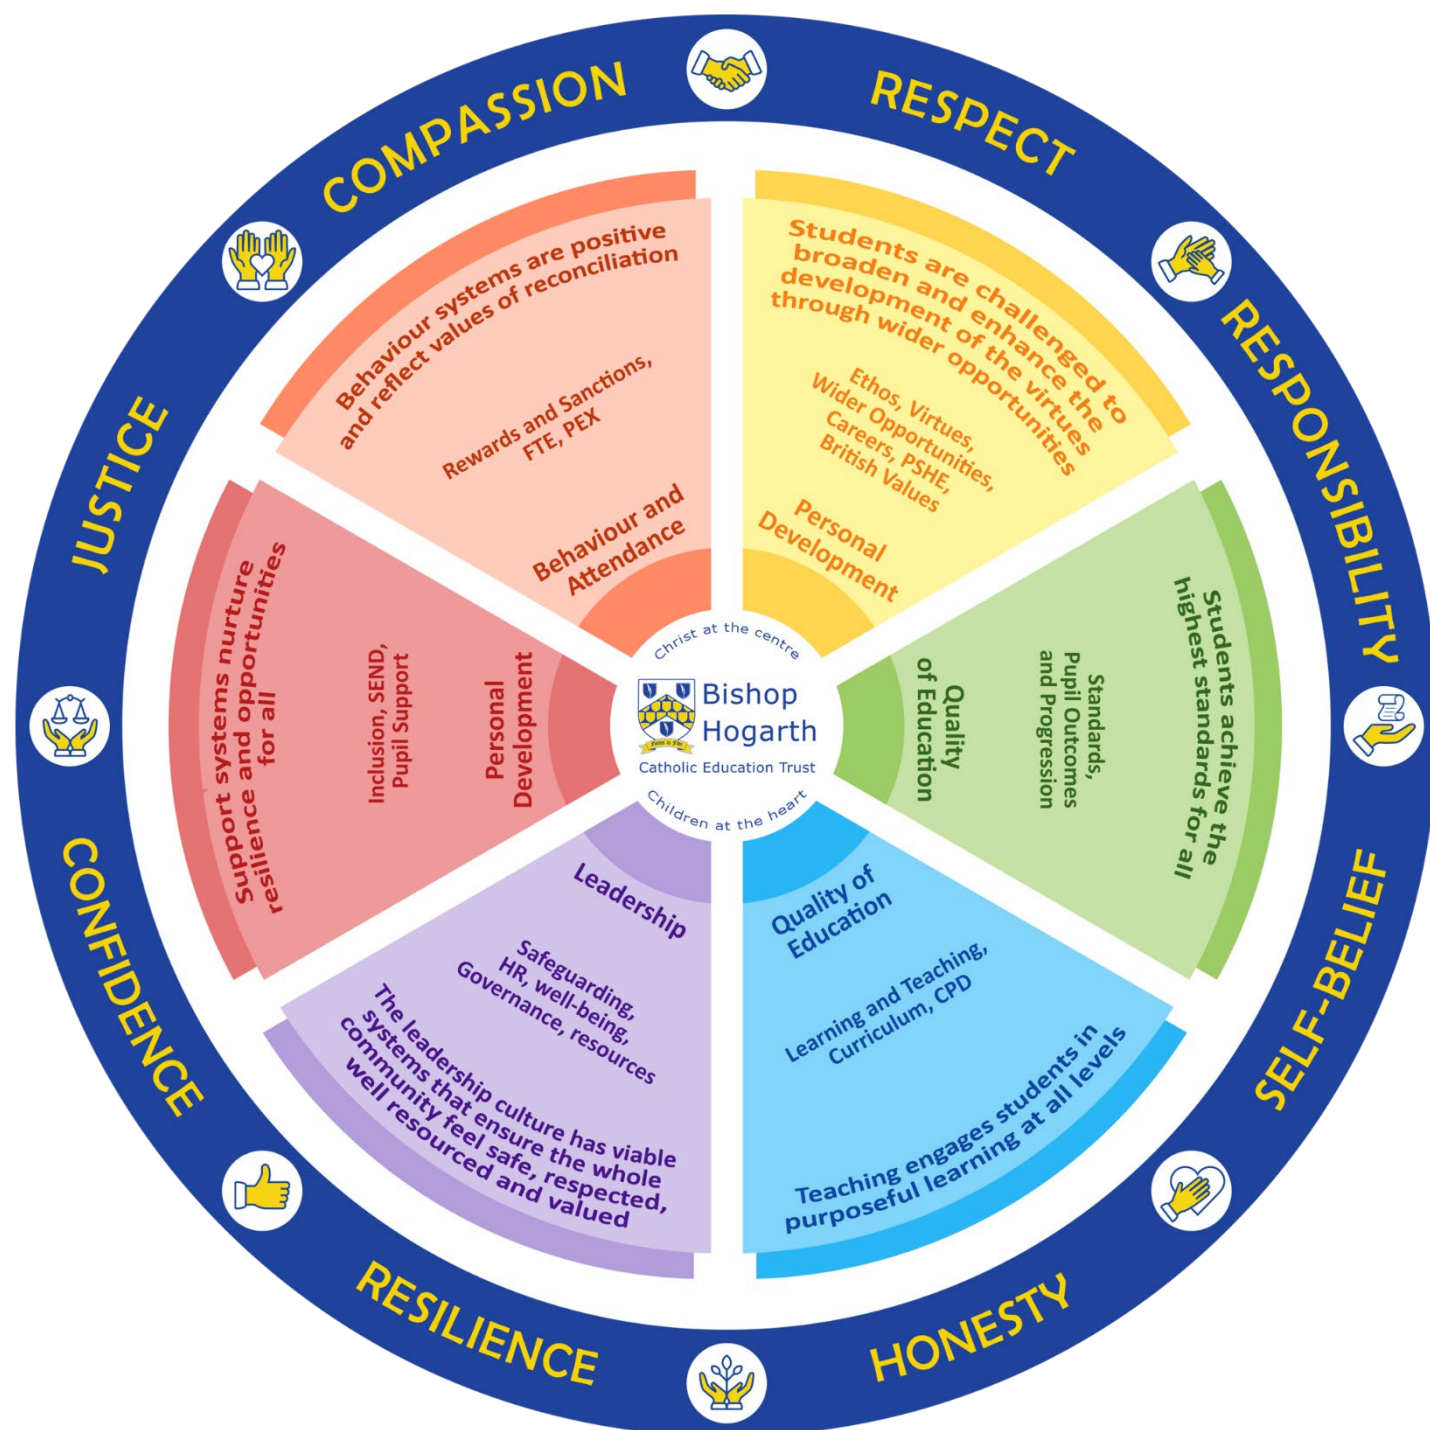 COMPASSION
RESPECT
RESPONSIBILITY
SELF-BELIEF
HONESTY
RESILIENCE
CONFIDENCE
JUSTICE
Behaviour systems are positive
and reflect values of reconciliation
Rewards and Sanctions,
FTE, PEX
Behaviour and
Attendance
Students are challenged to
broaden and enhance the
development of the virtues
through wider opportunities
Ethos, Virtues,
Wider Opportunities,
Careers, PSHE,
British Values
Personal
Development
Students achieve the
highest standards for all
Standards,
Pupil Outcomes
and Progression
Quality
of Education
Quality of
Education
Learning and Teaching,
Curriculum, CPD
Teaching engages students in
purposeful learning at all levels
Leadership
Safeguarding,
HR, well-being,
Governance, resources
The leadership culture has viable
systems that ensure the whole
community feel safe, respected,
well resourced and valued
Support systems nurture
resilience and opportunities
for all
Inclusion, SEND,
Pupil Support
Personal
Development
Christ at the centre
Bishop
Hogarth
Catholic Education Trust
Children at the heart